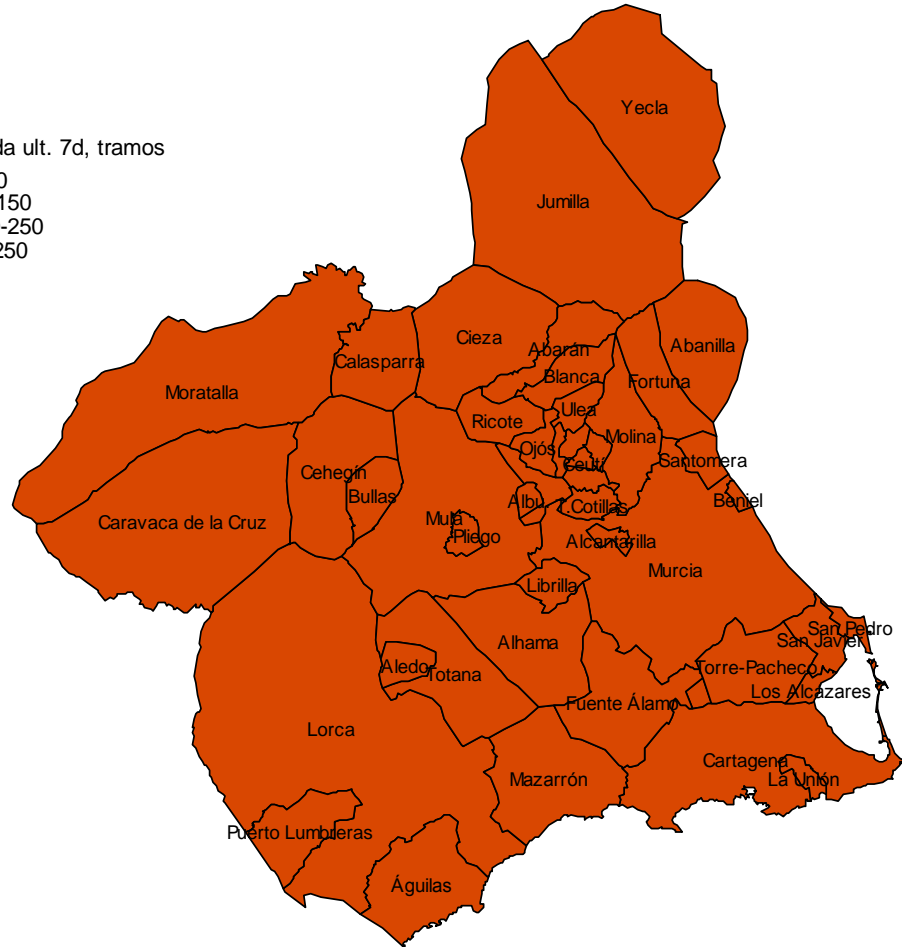 ult. 7d, tramos
150
-250
250
Yecla
Jumilla
Cieza
Abarán
Abanilla
Calasparra
Blanca
Fortuna
Moratalla
Ulea
Ricote
Molina
Ojós
Ceutí
Santomera
Cehegín
Bullas
Albu
.Cotillas
Beniel
Caravaca de la Cruz
Mula
Pliego
Alcantarilla
Murcia
Librilla
San Pedro
San Javier
Alhama
Aledo
Totana
Torre-Pacheco
Los Alcázares
Fuente Álamo
Lorca
Cartagena
Mazarrón
La Unión
Puerto Lumbreras
Águilas